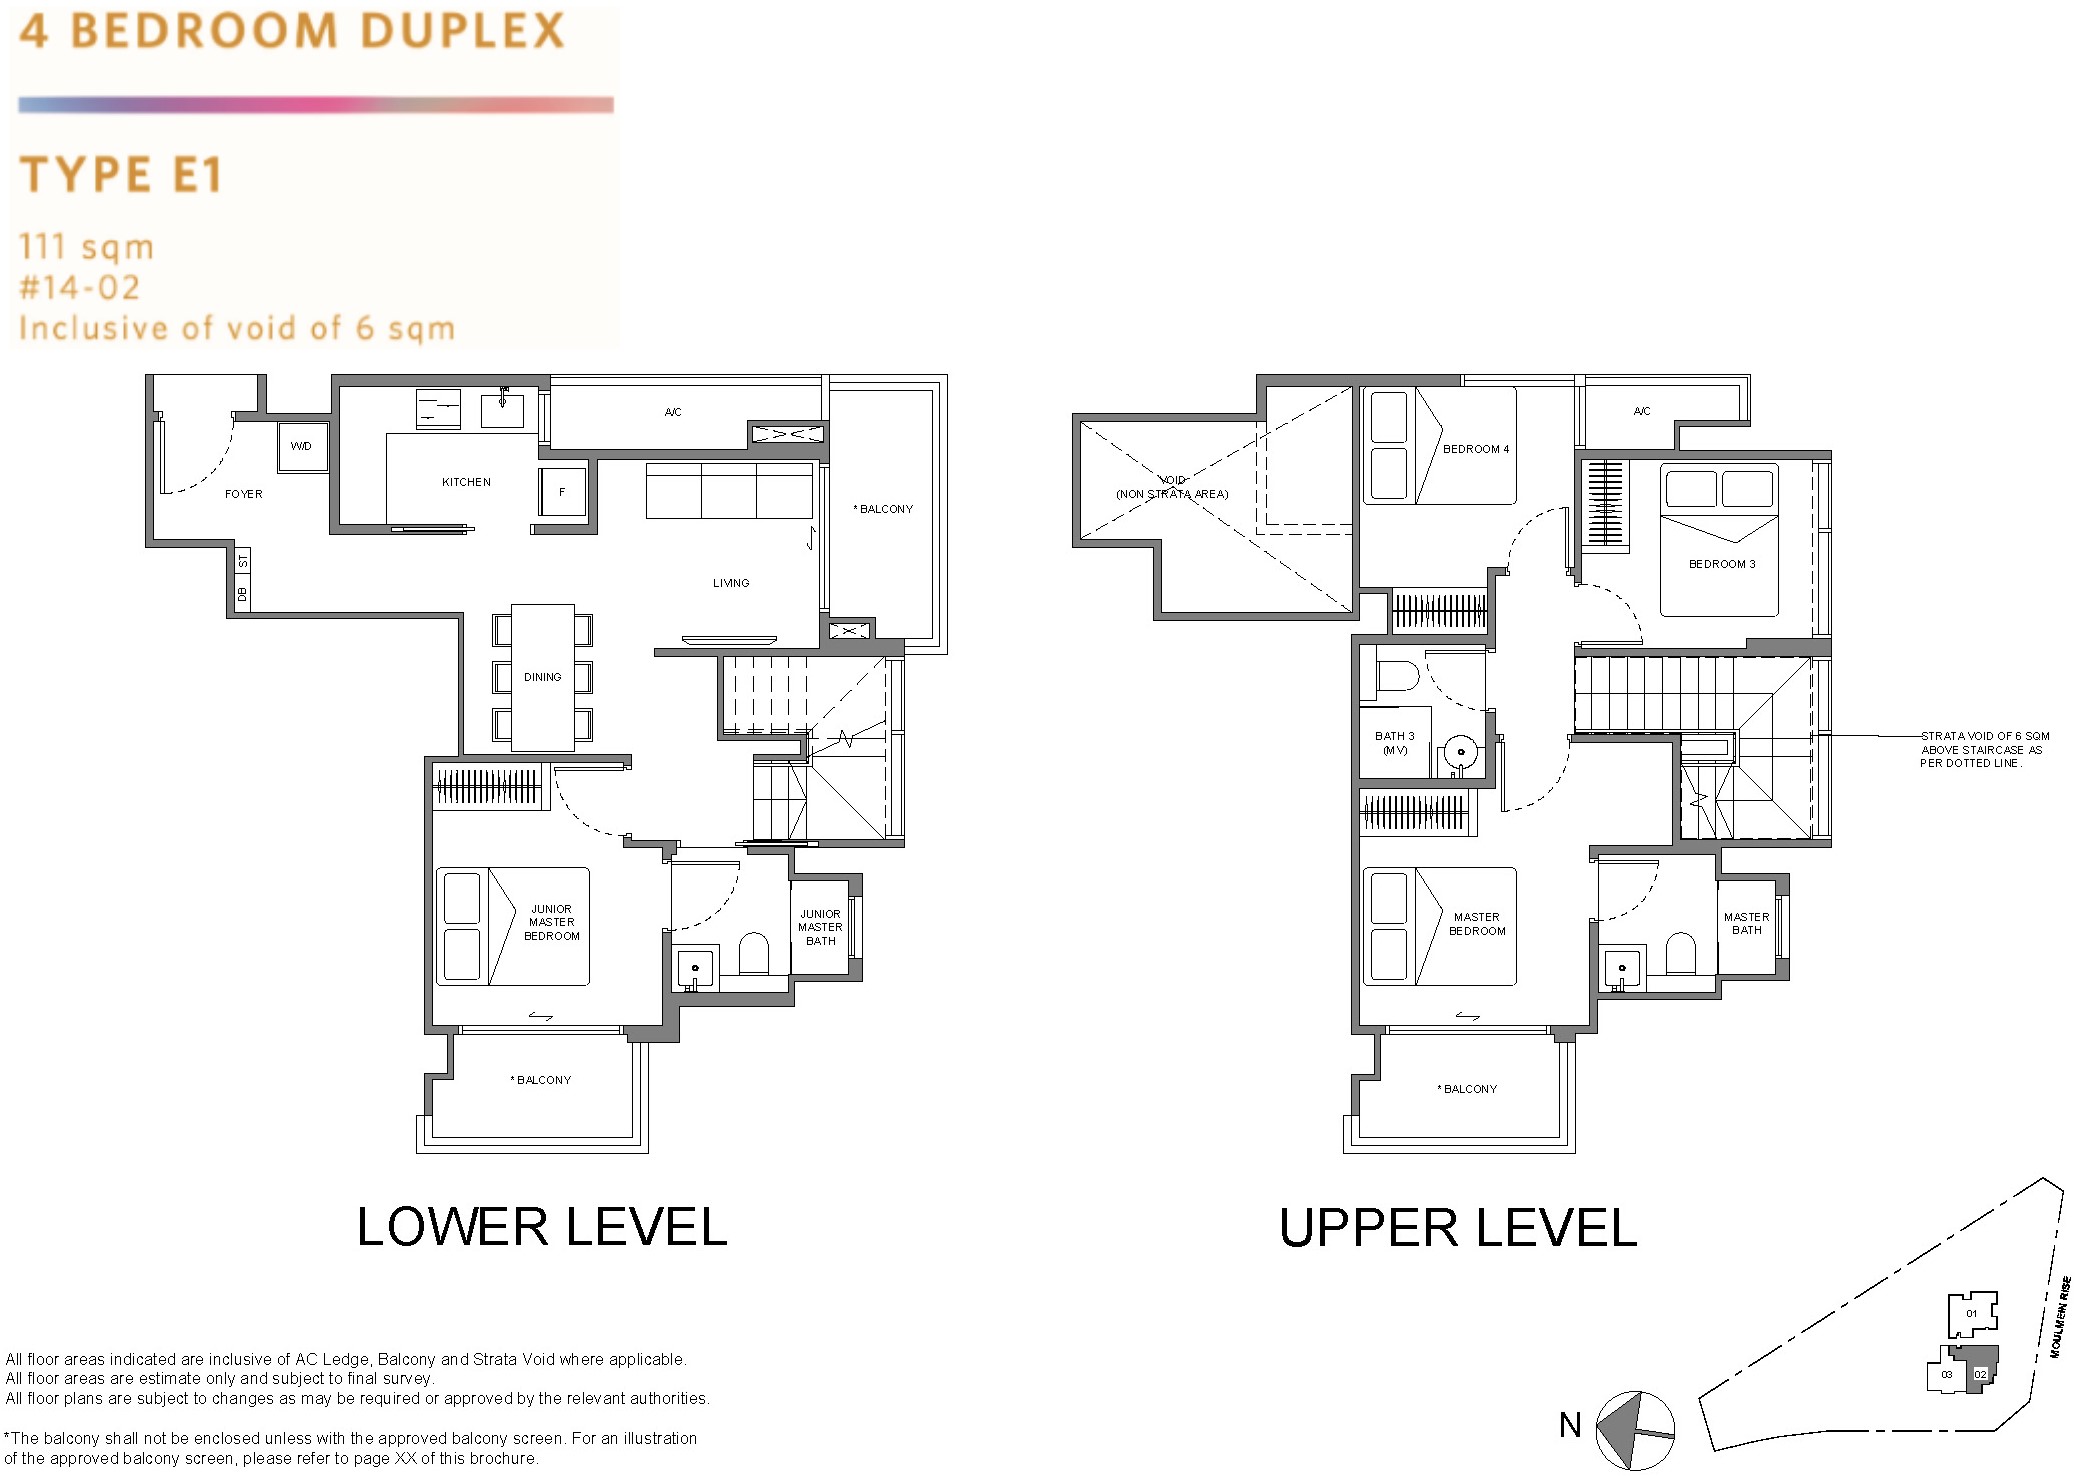 4 BEDROOM DUPLEX
TYPE E1
111 sqm
#14-02
Inclusive of void of 6 sqm
A/C
W/D
KITCHEN
F
FOYER
* BALCONY
ST
DB
LIVING
DINING
JUNIOR
MASTER
BEDROOM
JUNIOR
MASTER
BATH
* BALCONY
LOWER LEVEL
A/C
BEDROOM 4
VOID
(NON STRATA AREA)
BEDROOM 3
BATH 3
(MV)
STRATA VOID OF 6 SQM
ABOVE STAIRCASE AS
PER DOTTED LINE.
MASTER
BEDROOM
MASTER
BATH
* BALCONY
UPPER LEVEL
01
MOULMEIN RISE
03
02
N
All floor areas indicated are inclusive of AC Ledge, Balcony and Strata Void where applicable.
All floor areas are estimate only and subject to final survey.
All floor plans are subject to changes as may be required or approved by the relevant authorities.
*The balcony shall not be enclosed unless with the approved balcony screen. For an illustration
of the approved balcony screen, please refer to page XX of this brochure.